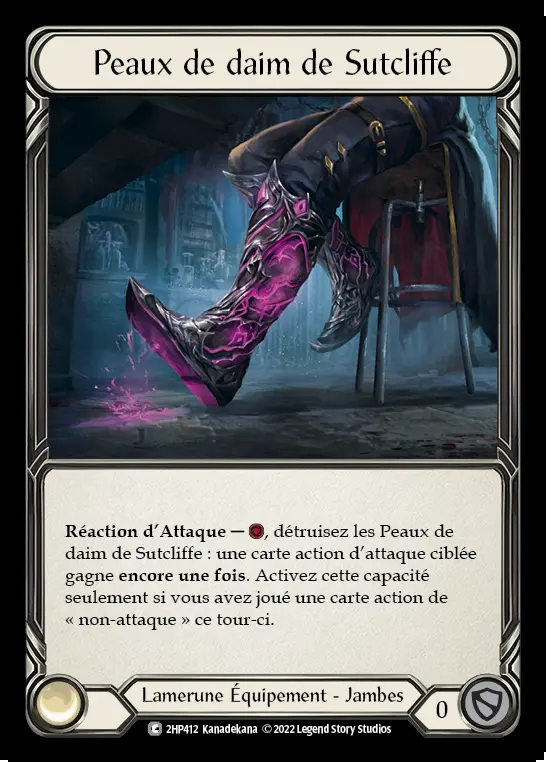 Peaux de daim de Sutcliffe
Réaction d'Attaque — , détruisez les Peaux de
daim de Sutcliffe : une carte action d'attaque ciblée
gagne encore une fois. Activez cette capacité
seulement si vous avez joué une carte action de
« non-attaque » ce tour-ci.
Lamerune Équipement - Jambes
0
C 2HP412 Kanadekana © 2022 Legend Story Studios